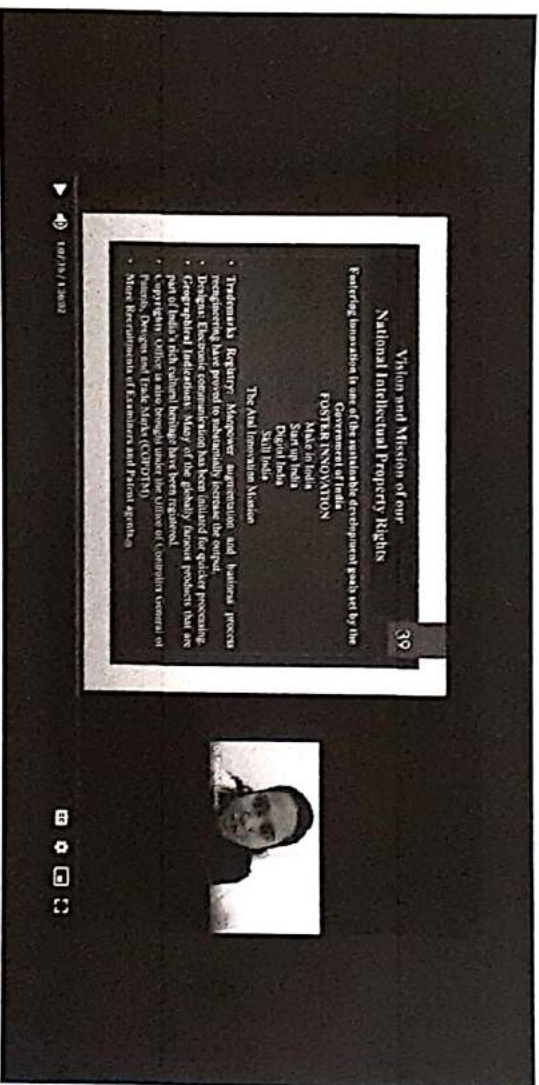 39
Vision and Mission of our
National Intellectual Property Rights
Fostering innovation is one of the sustainable development goals set by the
Government of India
FOSTER INNOVATION
Make in India
Start up India
Digital India
Skill India
The Atal Innovation Mission
• Trademarks Registry: Manpower augmentation and business process
reengineering have proved to substantially increase the output.
• Designs: Electronic communication has been initiated for quicker processing.
• Geographical Indications: Many of the globally famous products that are
part of India's rich cultural heritage have been registered.
• Copyrights: Office is also brought under the Office of Controllers General of
Patents, Designs and Trade Marks (CGPDTM)
• More Recruitments of Examiners and Patent agents
CC